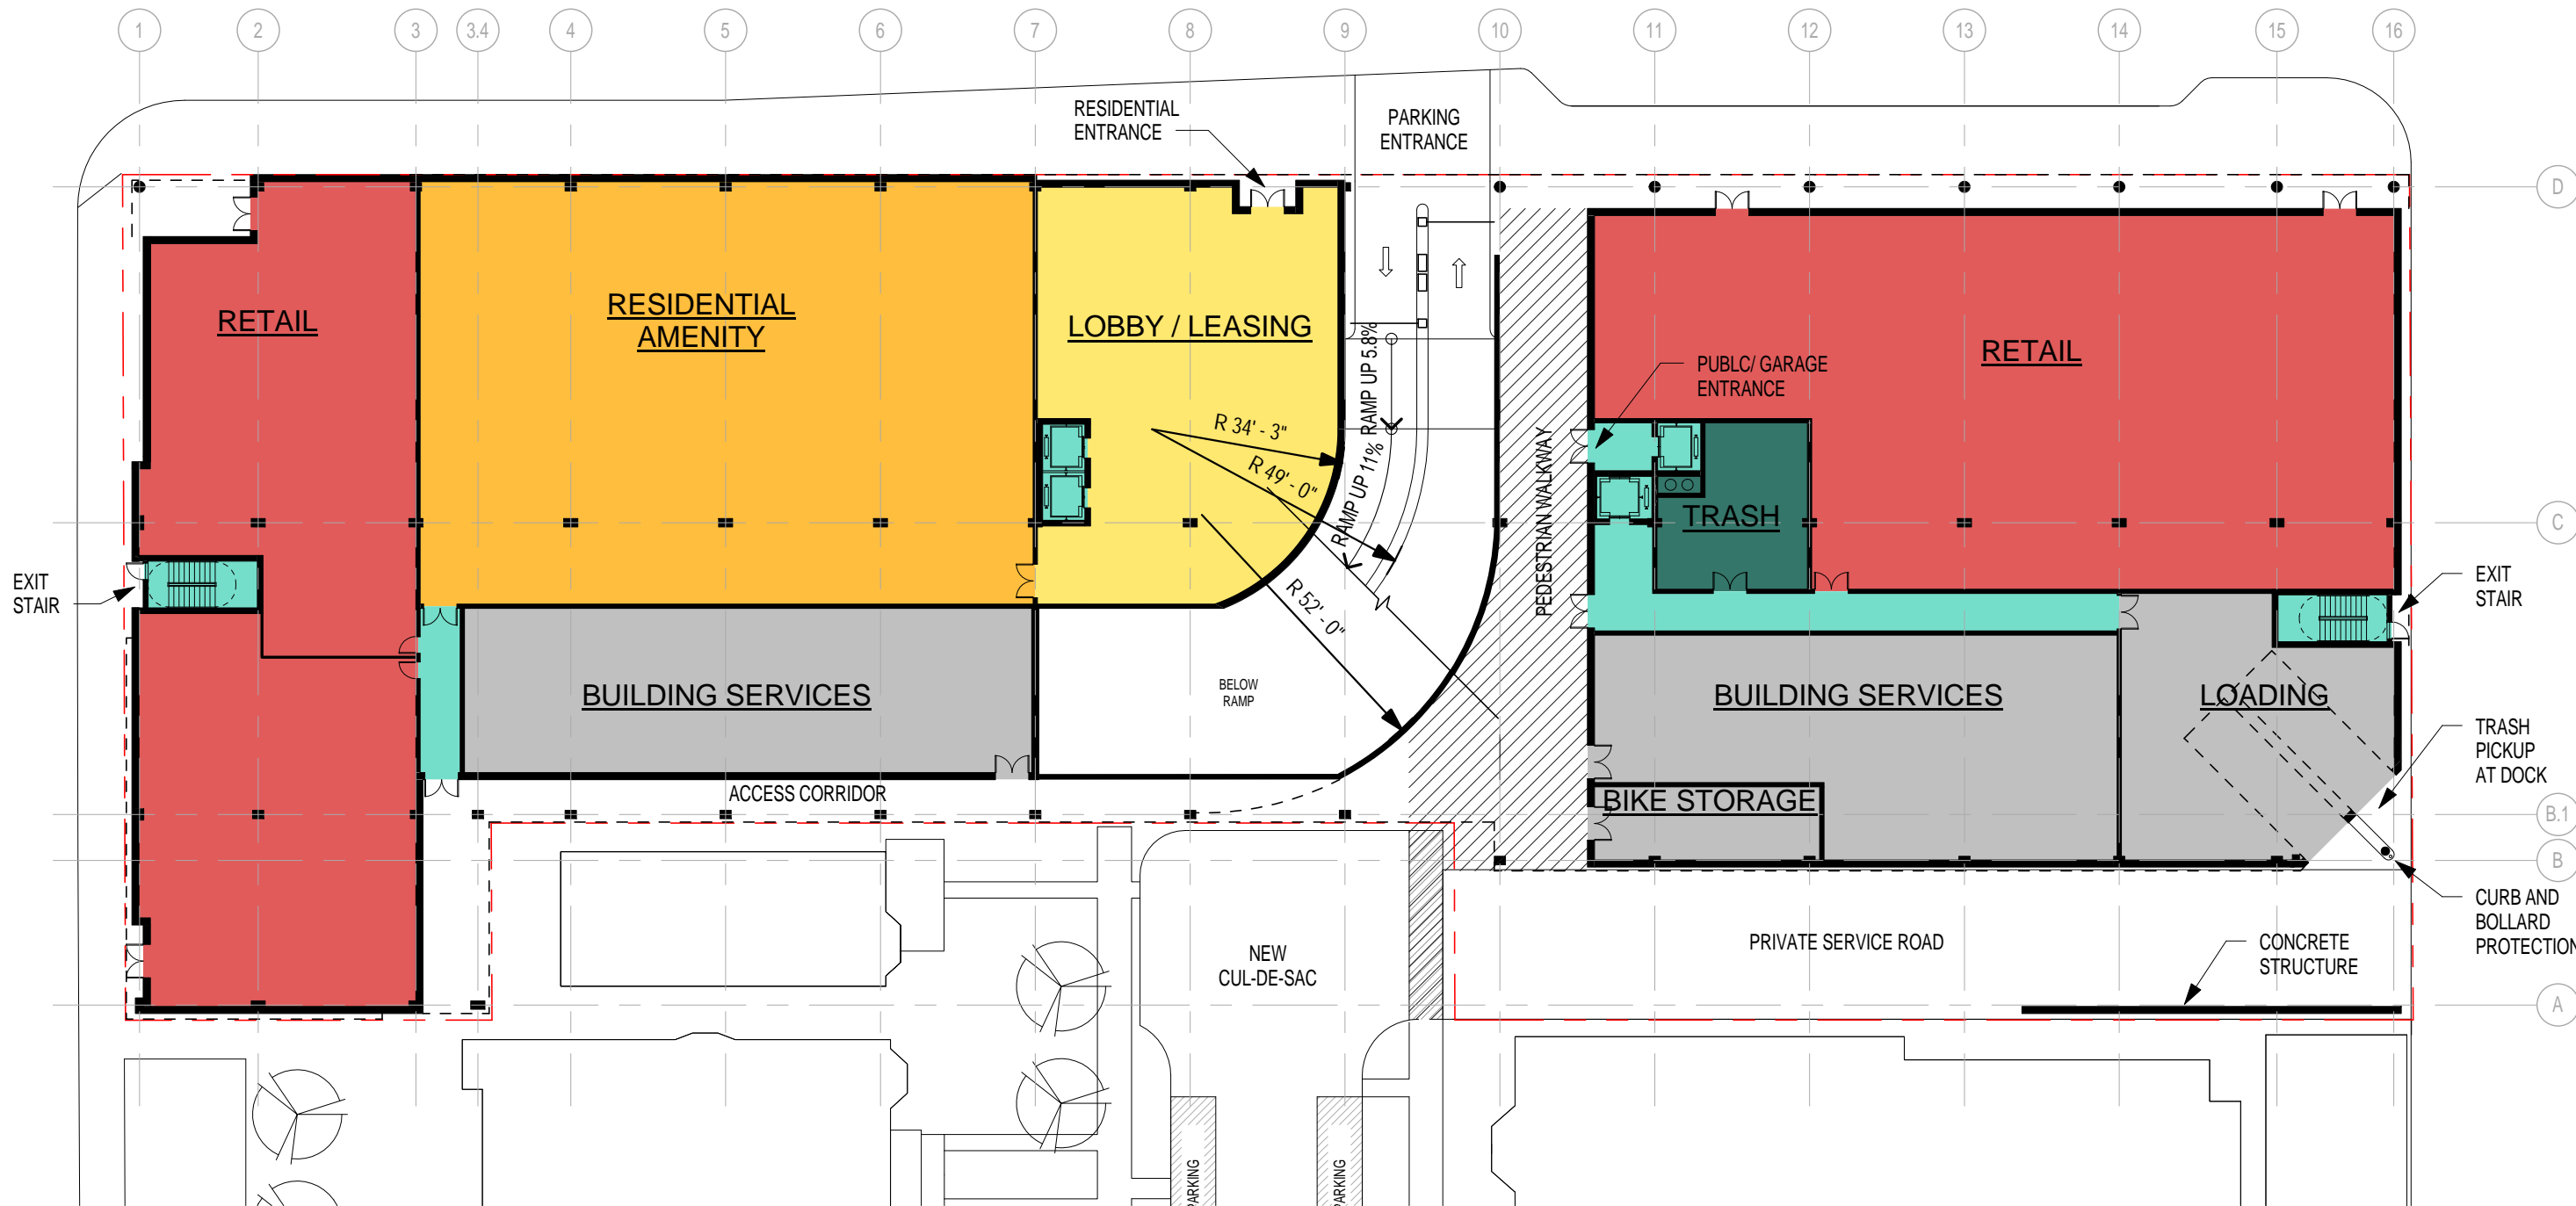 1 2 3 3.4 4 5 6 7 8 9 10 11 12 13 14 15 16
RESIDENTIAL
ENTRANCE
PARKING
ENTRANCE
D
RETAIL
RESIDENTIAL
AMENITY
LOBBY / LEASING
RAMP UP 5.8%
RETAIL
PUBLC/ GARAGE
ENTRANCE
R 34' - 3"
R 49' - 0"
RAMP UP 11%
PEDESTRIAN WALKWAY
TRASH
C
EXIT
STAIR
R 52' - 0"
EXIT
STAIR
BUILDING SERVICES
BELOW
RAMP
BUILDING SERVICES
LOADING
TRASH
PICKUP
AT DOCK
ACCESS CORRIDOR
BIKE STORAGE
B.1
B
CURB AND
BOLLARD
PROTECTION
NEW
CUL-DE-SAC
PRIVATE SERVICE ROAD
CONCRETE
STRUCTURE
A
PARKING
PARKING